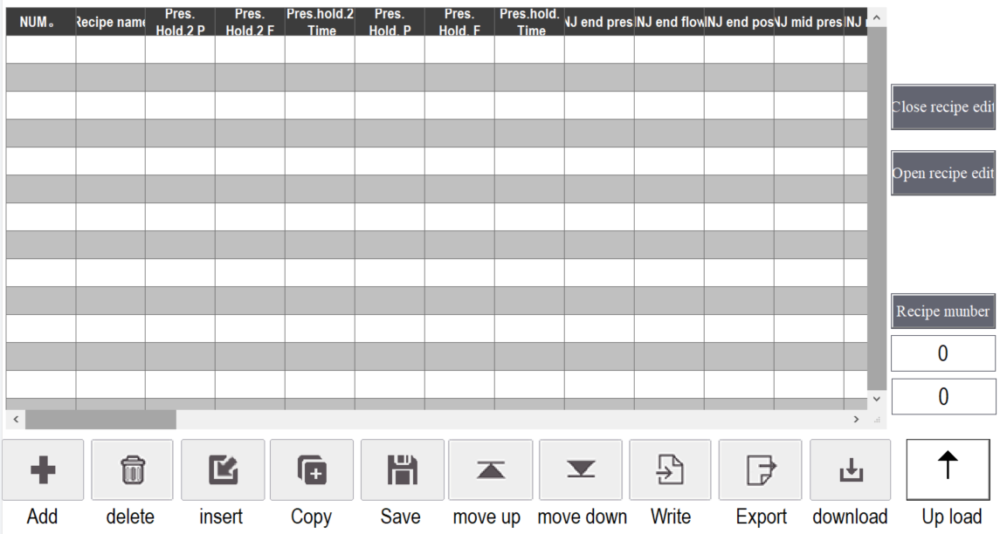 NUM。
Recipe name
Pres.
Hold.2 P
Pres.
Hold.2 F
Pres.hold.2
Time
Pres.
Hold. P
Pres.
Hold. F
Pres.hold.
Time
NJ end pres
NJ end flow
NJ end pos
NJ mid pres
NJ
Close recipe edit
Open recipe edit
Recipe munber
0
0
Add
delete
insert
Copy
Save
move up
move down
Write
Export
download
Up load